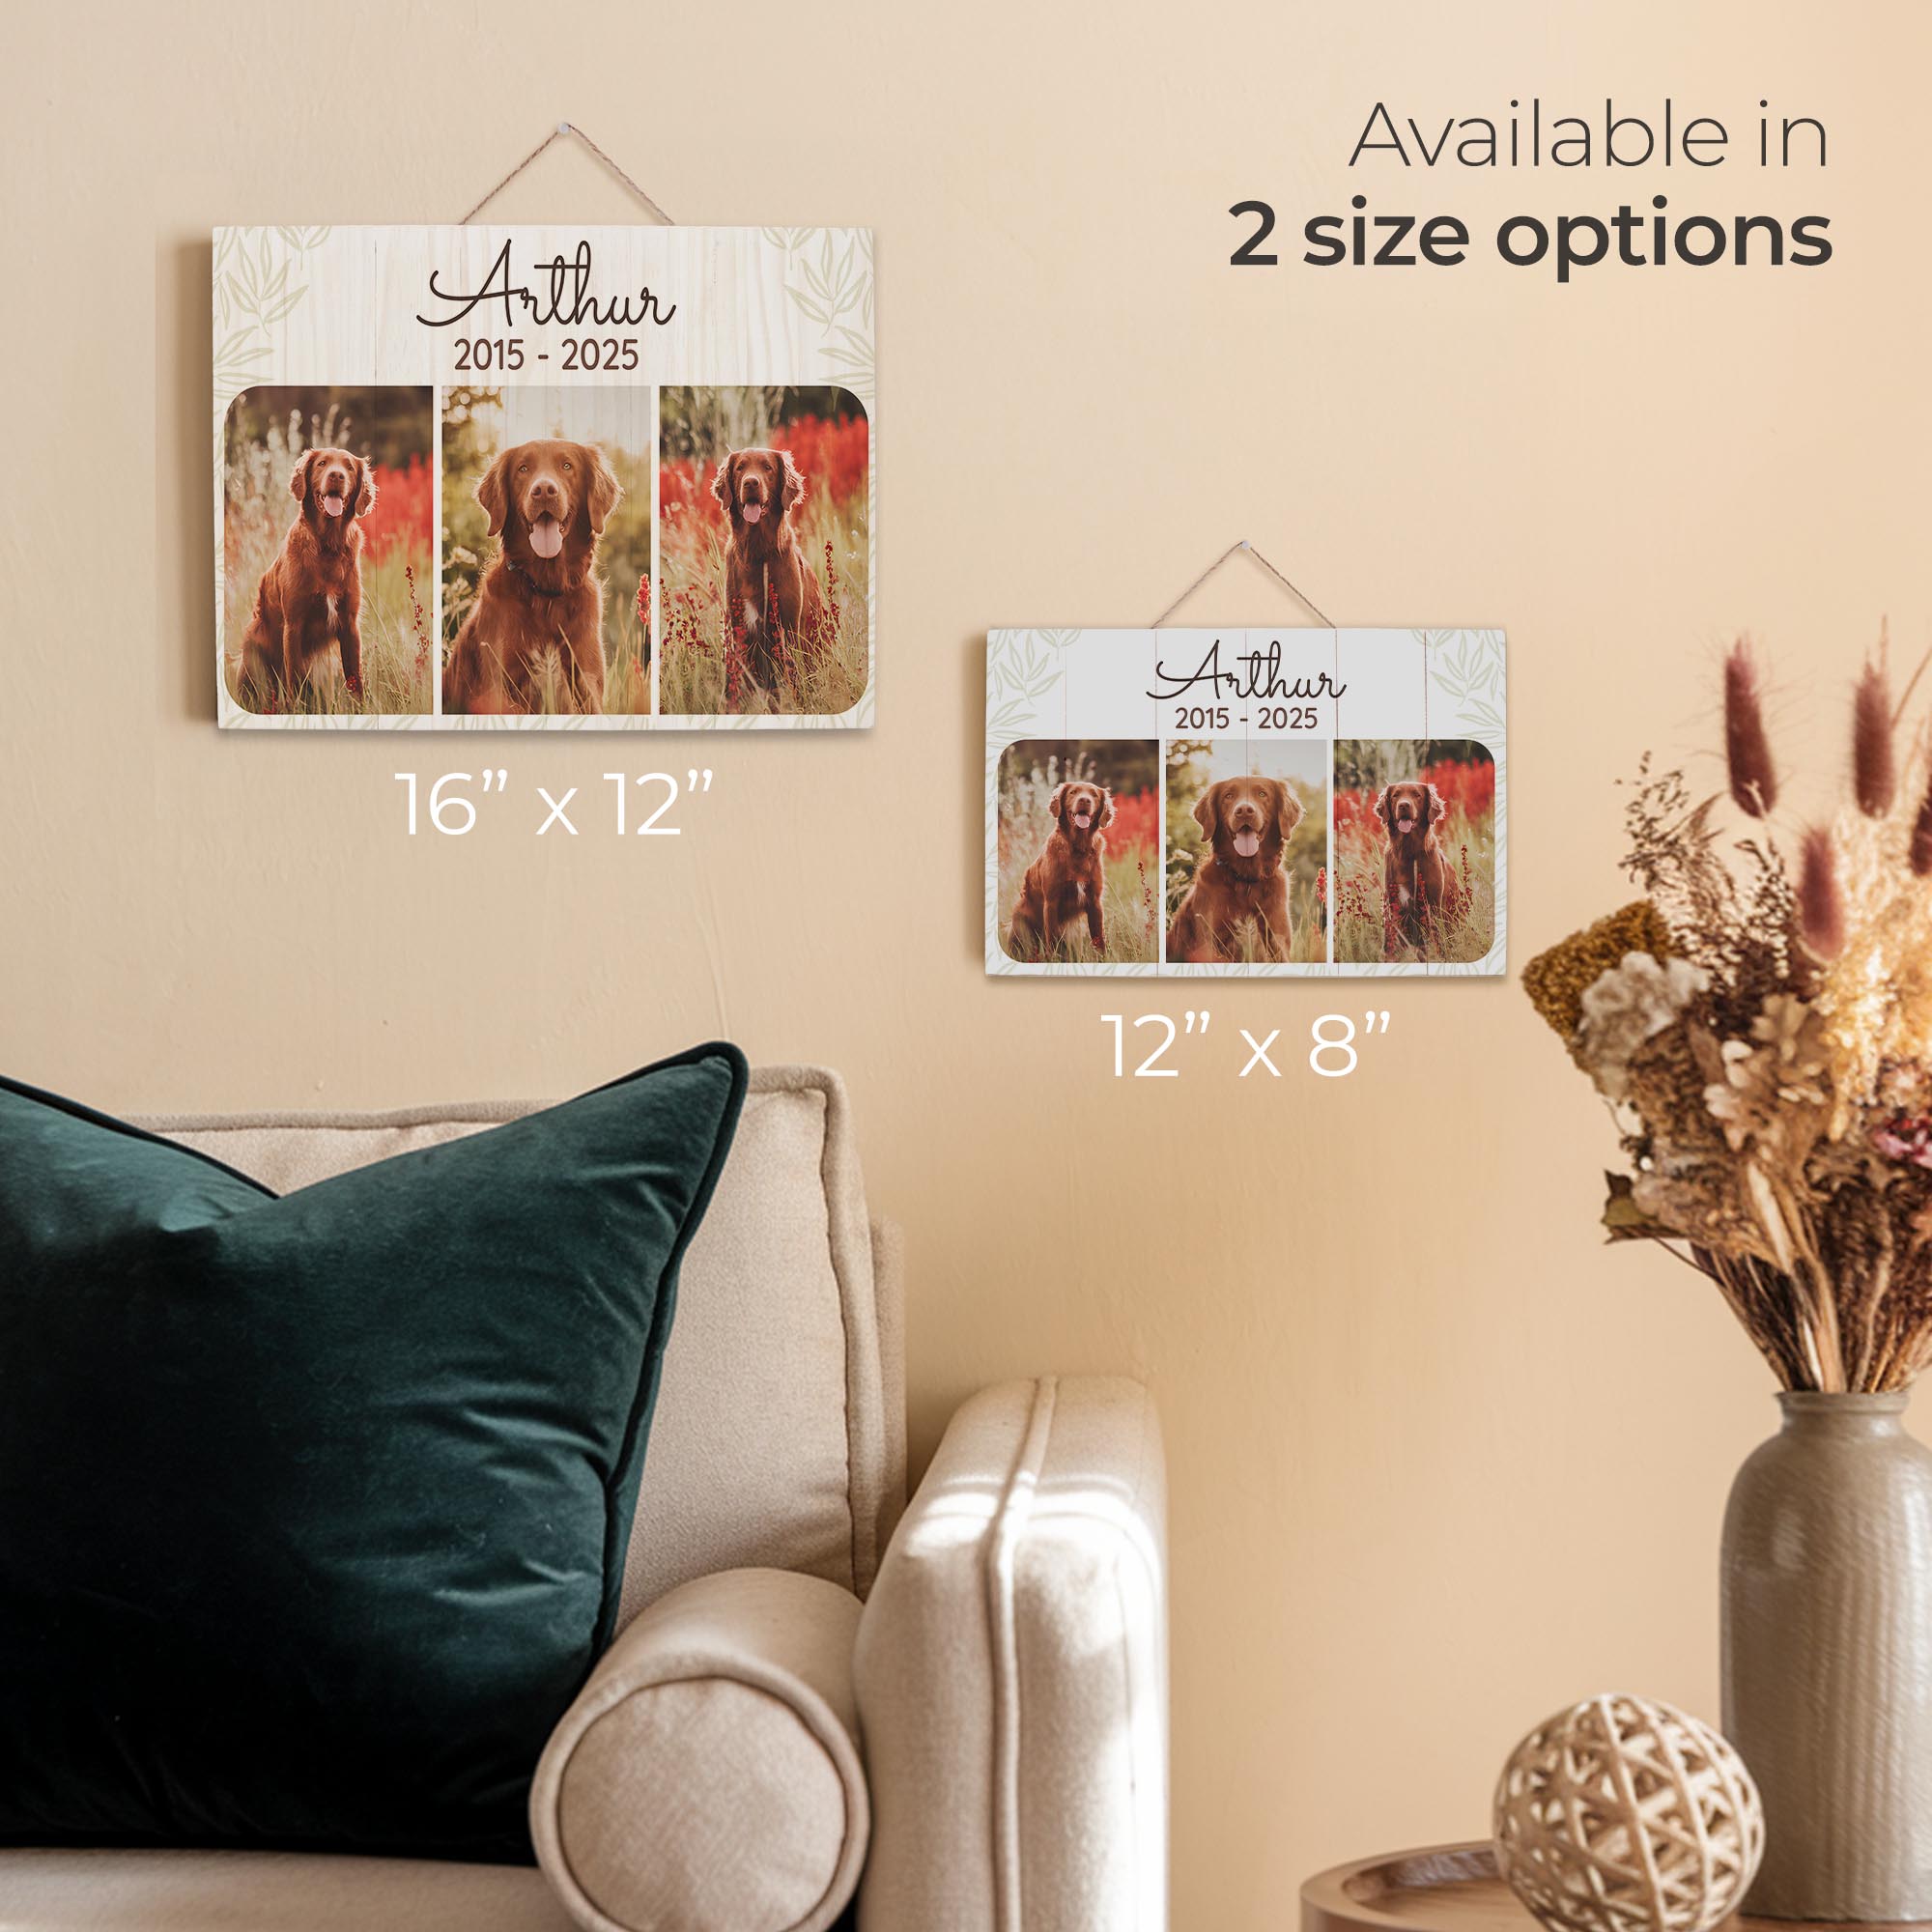 Available in
2 size options
Arthur
2015 - 2025
16” x 12”
Arthur
2015 - 2025
12” x 8”